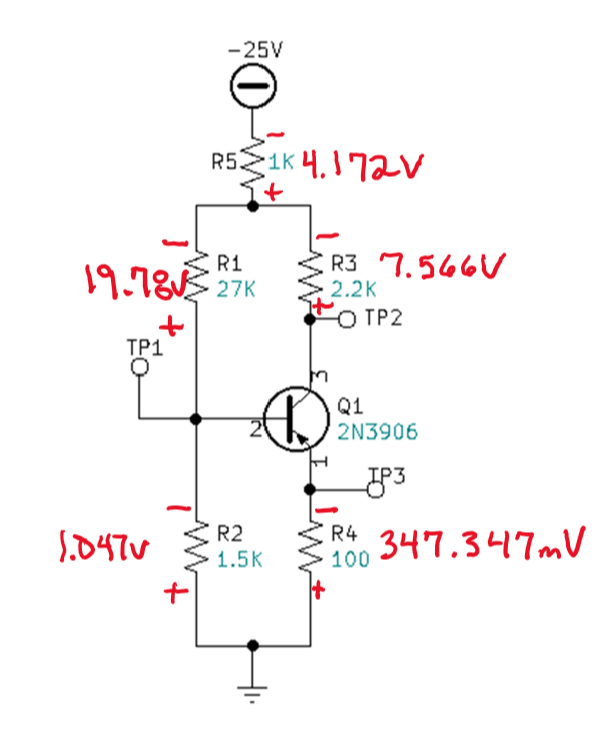 -25V
R5 1K 4.172V
19.78V R1 27K
R3 2.2K 7.566V
TP2
TP1
3
2
Q1
2N3906
1
TP3
1.047V R2 1.5K
R4 100 347.347mV